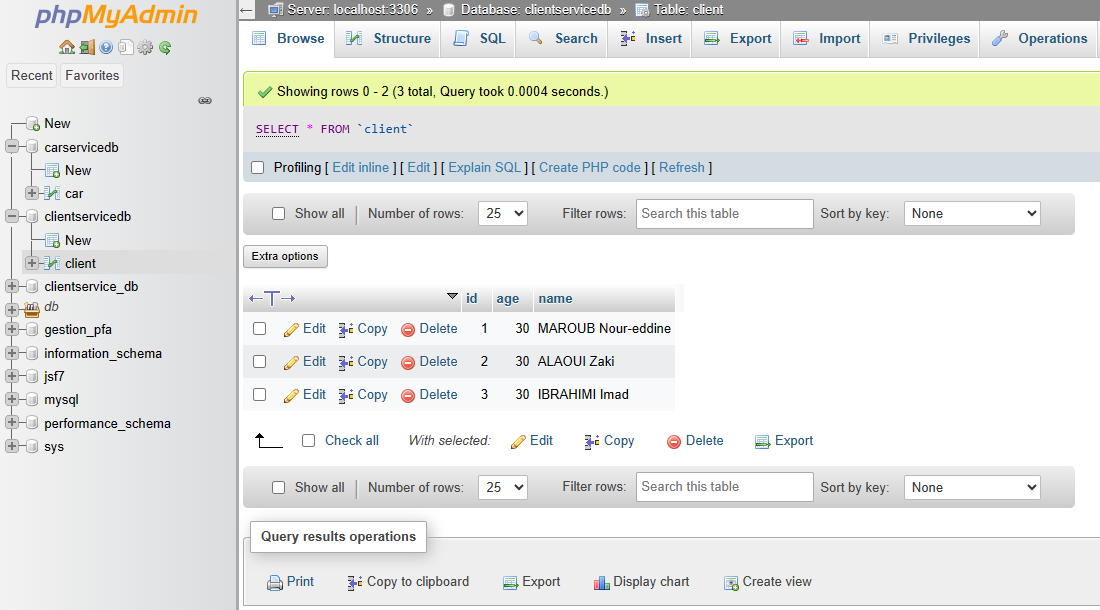 phpMyAdmin
Recent Favorites
New
carservicedb
New
car
clientservicedb
New
client
clientservice_db
db
gestion_pfa
information_schema
jsf7
mysql
performance_schema
sys
Server: localhost:3306 » Database: clientservicedb » Table: client
Browse Structure SQL Search Insert Export Import Privileges Operations
Showing rows 0 - 2 (3 total, Query took 0.0004 seconds.)
SELECT * FROM `client`
Profiling [ Edit inline ] [ Edit ] [ Explain SQL ] [ Create PHP code ] [ Refresh ]
Show all Number of rows: 25 Filter rows: Search this table Sort by key: None
Extra options
id age name
Edit Copy Delete 1 30 MAROUB Nour-eddine
Edit Copy Delete 2 30 ALAOUI Zaki
Edit Copy Delete 3 30 IBRAHIMI Imad
Check all With selected: Edit Copy Delete Export
Show all Number of rows: 25 Filter rows: Search this table Sort by key: None
Query results operations
Print Copy to clipboard Export Display chart Create view